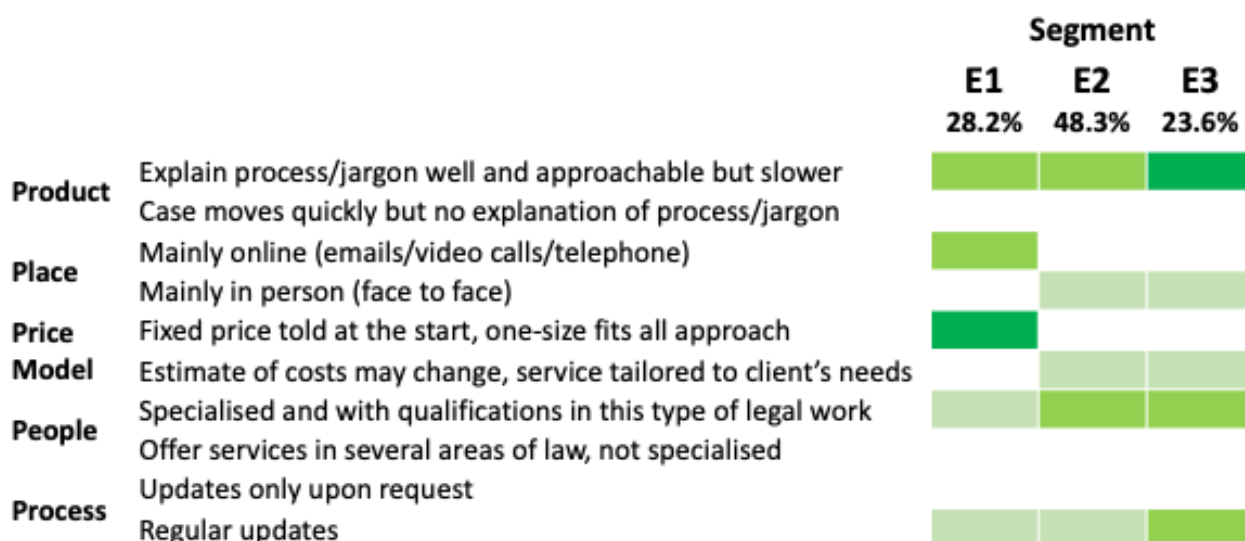 Segment
E1 E2 E3
28.2% 48.3% 23.6%
Product
Explain process/jargon well and approachable but slower
Case moves quickly but no explanation of process/jargon
Place
Mainly online (emails/video calls/telephone)
Mainly in person (face to face)
Price Model
Fixed price told at the start, one-size fits all approach
Estimate of costs may change, service tailored to client's needs
People
Specialised and with qualifications in this type of legal work
Offer services in several areas of law, not specialised
Process
Updates only upon request
Regular updates